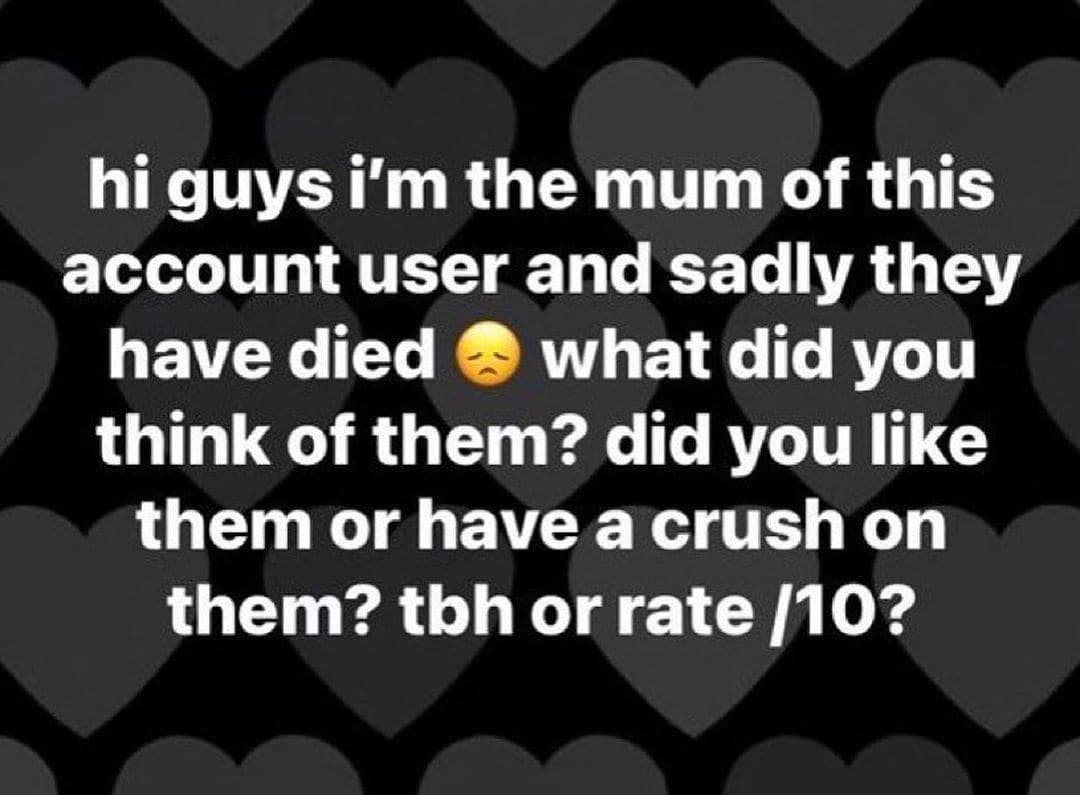 hi guys i'm the mum of this
account user and sadly they
have died 😞 what did you
think of them? did you like
them or have a crush on
them? tbh or rate /10?